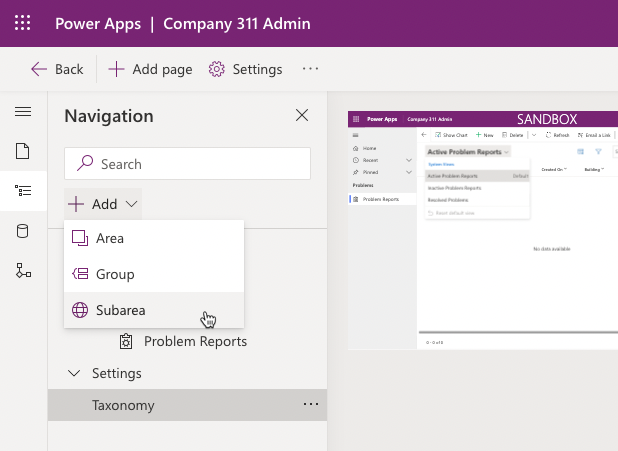 Power Apps | Company 311 Admin
Back
Add page
Settings
...
Navigation
Search
Add
Area
Group
Subarea
Problem Reports
Settings
Taxonomy
...
Power Apps
Company 311 Admin
SANDBOX
Show Chart
New
Delete
Refresh
Email a Link
Home
Recent
Pinned
Problems
Problem Reports
Active Problem Reports
System Views
Active Problem Reports
Default
Inactive Problem Reports
Resolved Problems
Reset default view
Created On
Building
No data available
0 - 0 of 0